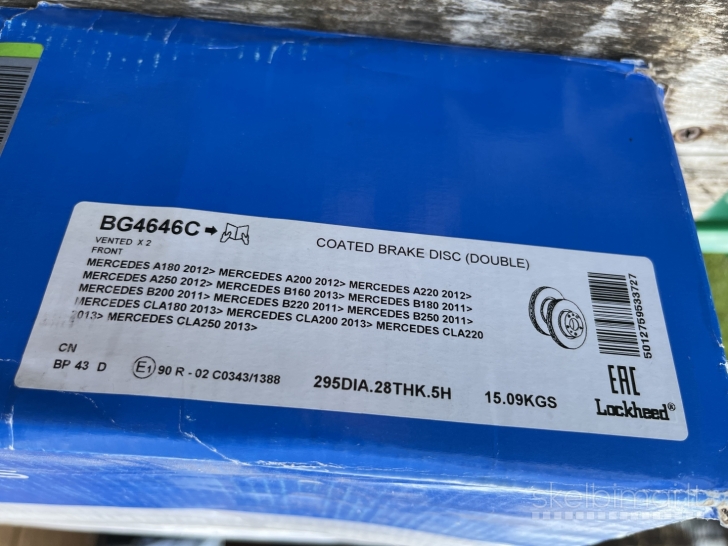 BG4646C
COATED BRAKE DISC (DOUBLE)
VENTED X 2
FRONT
MERCEDES A180 2012> MERCEDES A200 2012> MERCEDES A220 2012>
MERCEDES A250 2012> MERCEDES B160 2013> MERCEDES B180 2011>
MERCEDES B200 2011> MERCEDES B220 2011> MERCEDES B250 2011>
MERCEDES CLA180 2013> MERCEDES CLA200 2013> MERCEDES CLA220
2013> MERCEDES CLA250 2013>
5012759533727
CN
BP 43 D
E1 90 R - 02 C0343/1388
295DIA.28THK.5H
15.09KGS
EAC
Lockheed®